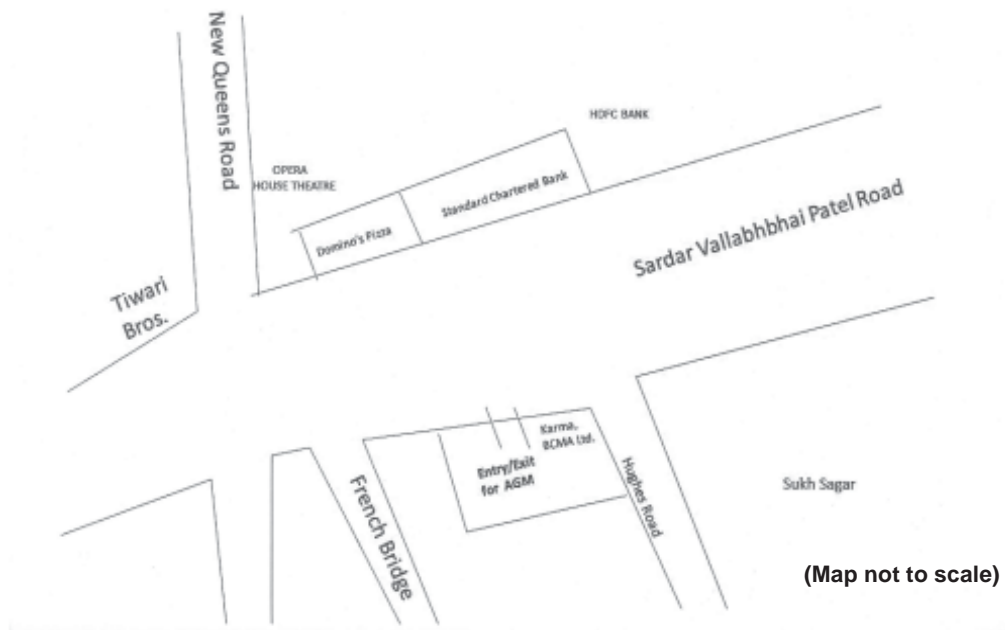 New Queens Road
HDFC BANK
OPERA
HOUSE THEATRE
Standard Chartered Bank
Domino's Pizza
Sardar Vallabhbhai Patel Road
Tiwari
Bros.
Karma,
BCMA Ltd.
Entry/Exit
for AGM
Hughes Road
French Bridge
Sukh Sagar
(Map not to scale)